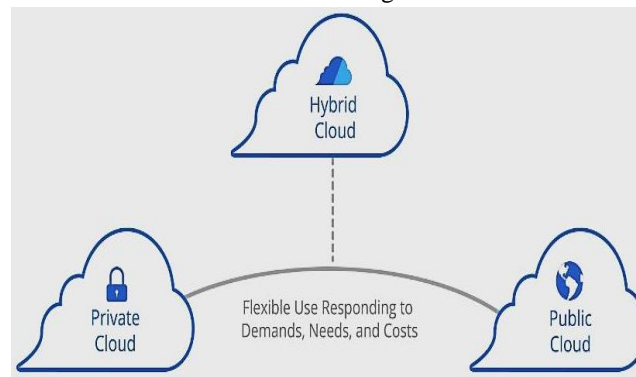 Hybrid
Cloud
Private
Cloud
Flexible Use Responding to
Demands, Needs, and Costs
Public
Cloud